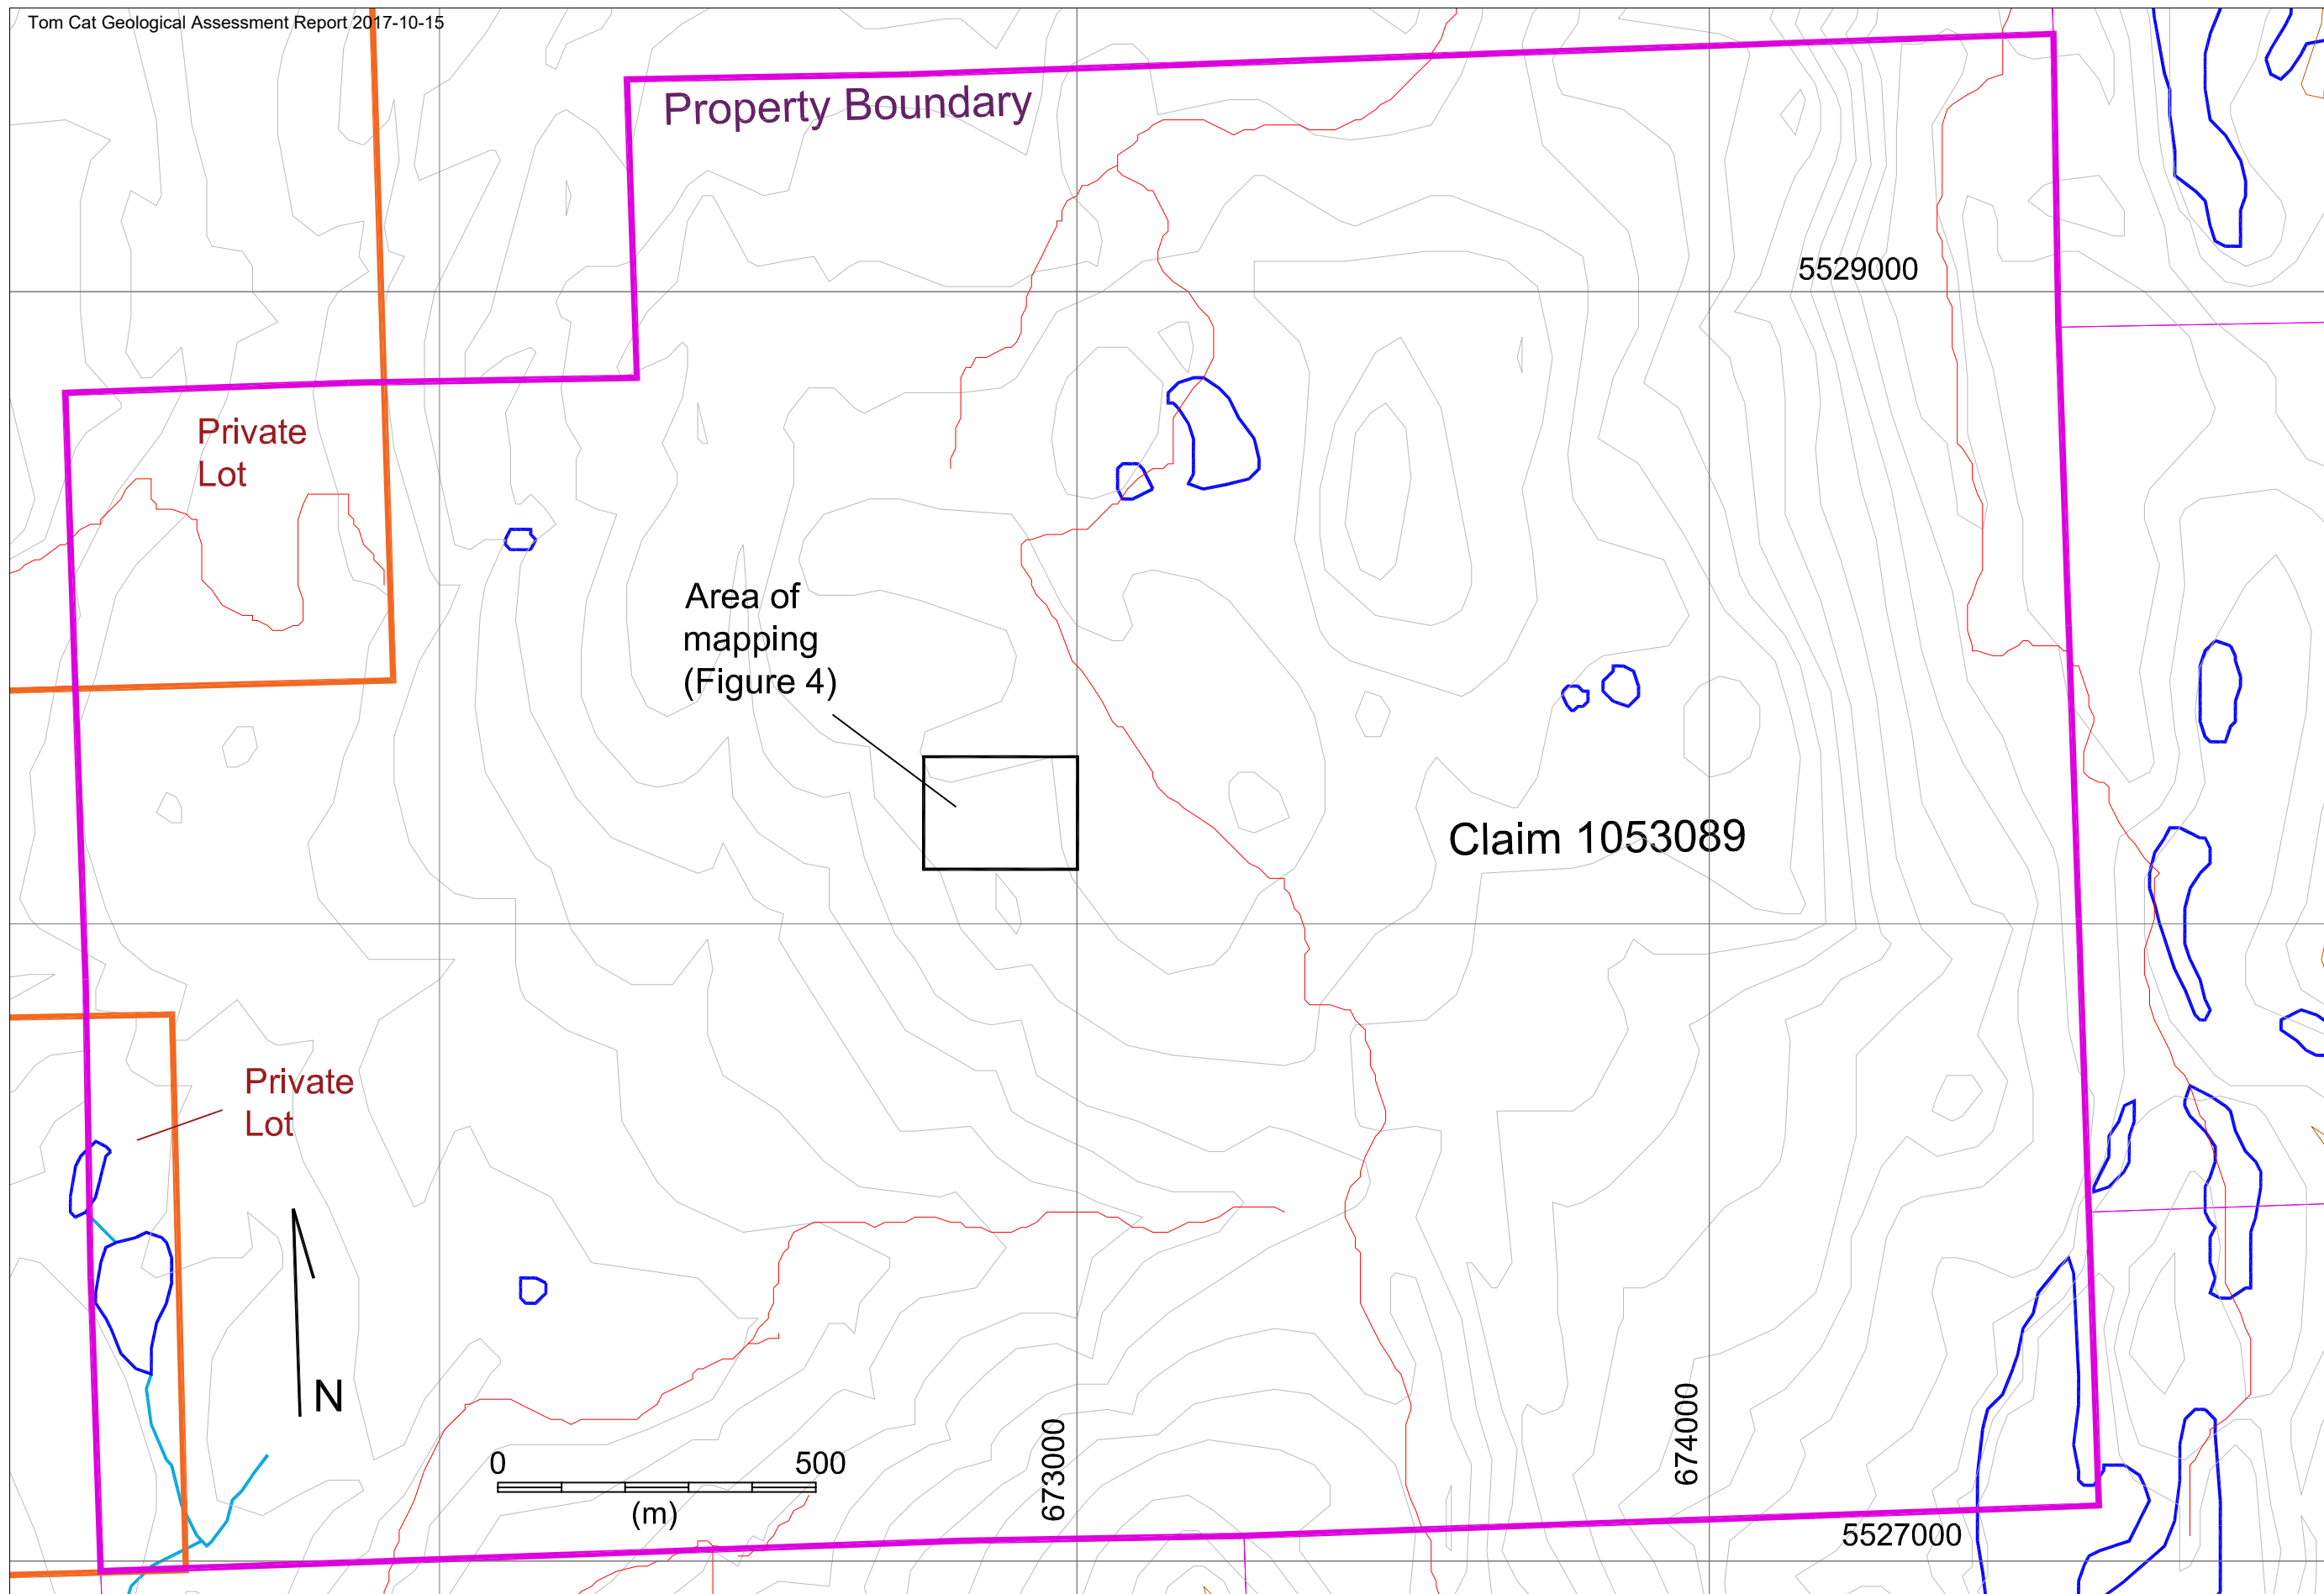 Tom Cat Geological Assessment Report 2017-10-15
Property Boundary
5529000
Private
Lot
Area of
mapping
(Figure 4)
Claim 1053089
Private
Lot
N
0 500
(m)
673000
674000
5527000